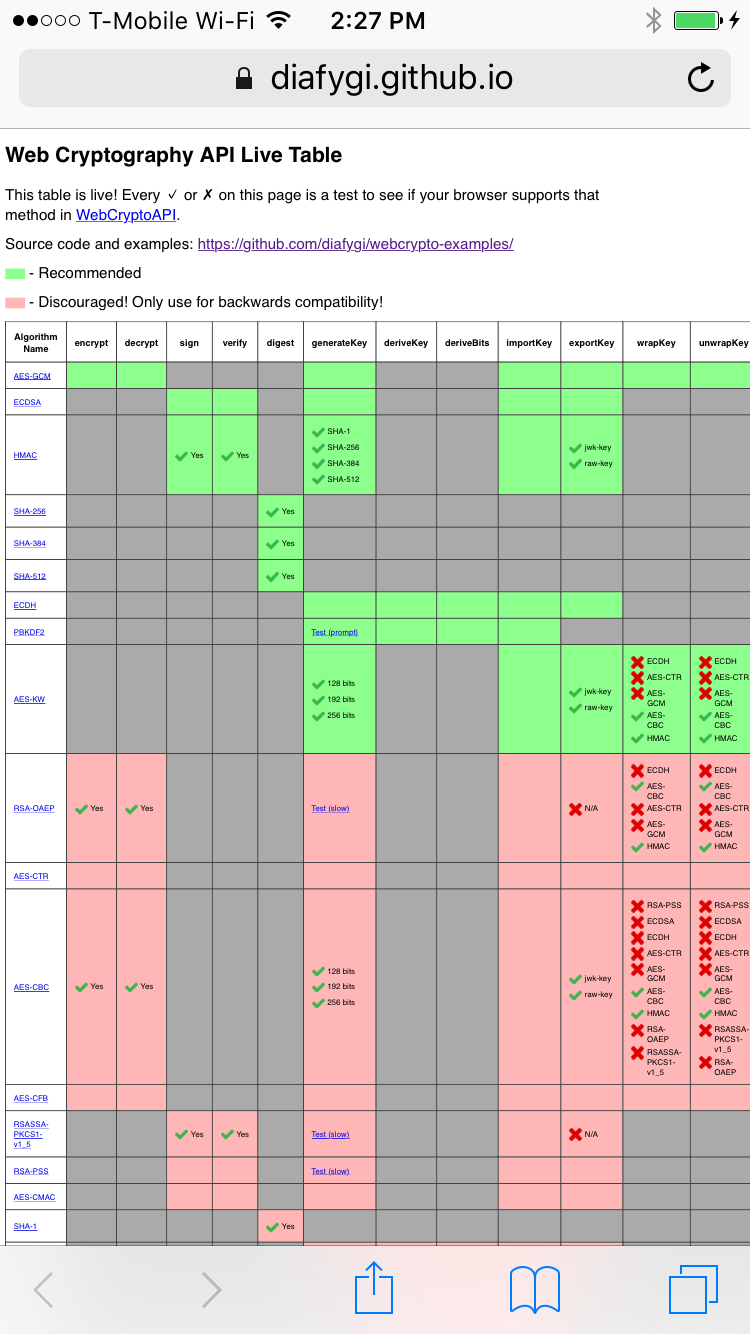 T-Mobile Wi-Fi 2:27 PM
diafygi.github.io
Web Cryptography API Live Table
This table is live! Every ✓ or ✗ on this page is a test to see if your browser supports that
method in WebCryptoAPI.
Source code and examples: https://github.com/diafygi/webcrypto-examples/
- Recommended
- Discouraged! Only use for backwards compatibility!
Algorithm Name encrypt decrypt sign verify digest generateKey deriveKey deriveBits importKey exportKey wrapKey unwrapKey
AES-GCM
ECDSA
HMAC
Yes
Yes
SHA-1
SHA-256
SHA-384
SHA-512
jwk-key
raw-key
SHA-256
Yes
SHA-384
Yes
SHA-512
Yes
ECDH
PBKDF2
Test (prompt)
AES-KW
128 bits
192 bits
256 bits
jwk-key
raw-key
ECDH
AES-CTR
AES-
GCM
AES-
CBC
HMAC
ECDH
AES-CTR
AES-
GCM
AES-
CBC
HMAC
RSA-OAEP
Yes
Yes
Test (slow)
N/A
ECDH
AES-
CBC
AES-CTR
AES-
GCM
HMAC
ECDH
AES-
CBC
AES-CTR
AES-
GCM
HMAC
AES-CTR
AES-CBC
Yes
Yes
128 bits
192 bits
256 bits
jwk-key
raw-key
RSA-PSS
ECDSA
ECDH
AES-CTR
AES-
GCM
AES-
CBC
HMAC
RSA-
OAEP
RSASSA-
PKCS1-
v1_5
RSA-PSS
ECDSA
ECDH
AES-CTR
AES-
GCM
AES-
CBC
HMAC
RSASSA-
PKCS1-
v1_5
RSA-
OAEP
AES-CFB
RSASSA-
PKCS1-
v1_5
Yes
Yes
Test (slow)
N/A
RSA-PSS
Test (slow)
AES-CMAC
SHA-1
Yes